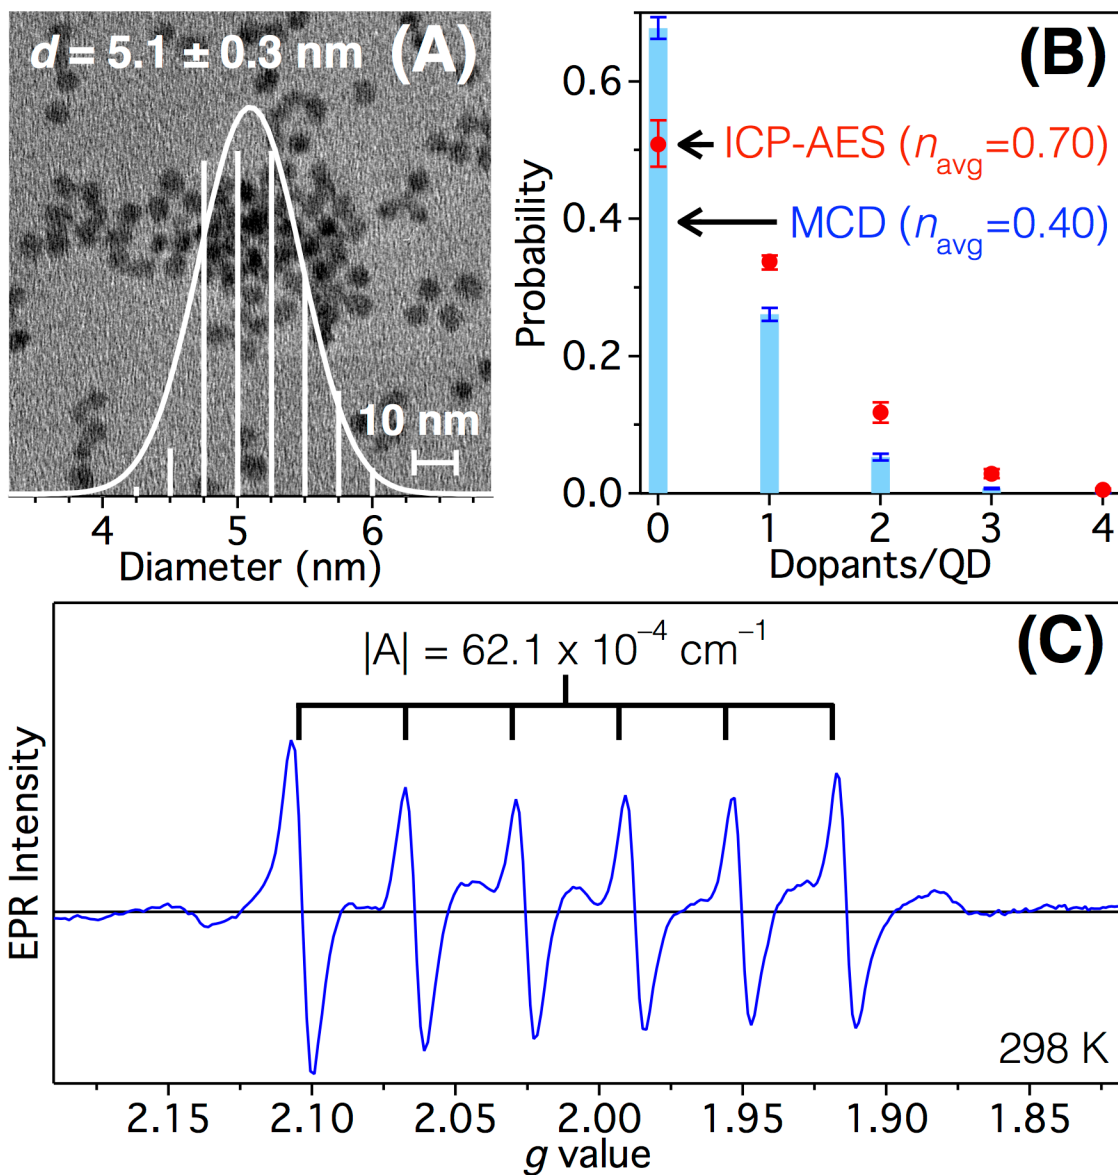 d = 5.1 ± 0.3 nm (A)
10 nm
4 5 6
Diameter (nm)
(B)
0.6
0.4
0.2
0.0
Probability
ICP-AES (navg=0.70)
MCD (navg=0.40)
0 1 2 3 4
Dopants/QD
(C)
|A| = 62.1 x 10⁻⁴ cm⁻¹
EPR Intensity
298 K
2.15 2.10 2.05 2.00 1.95 1.90 1.85
g value